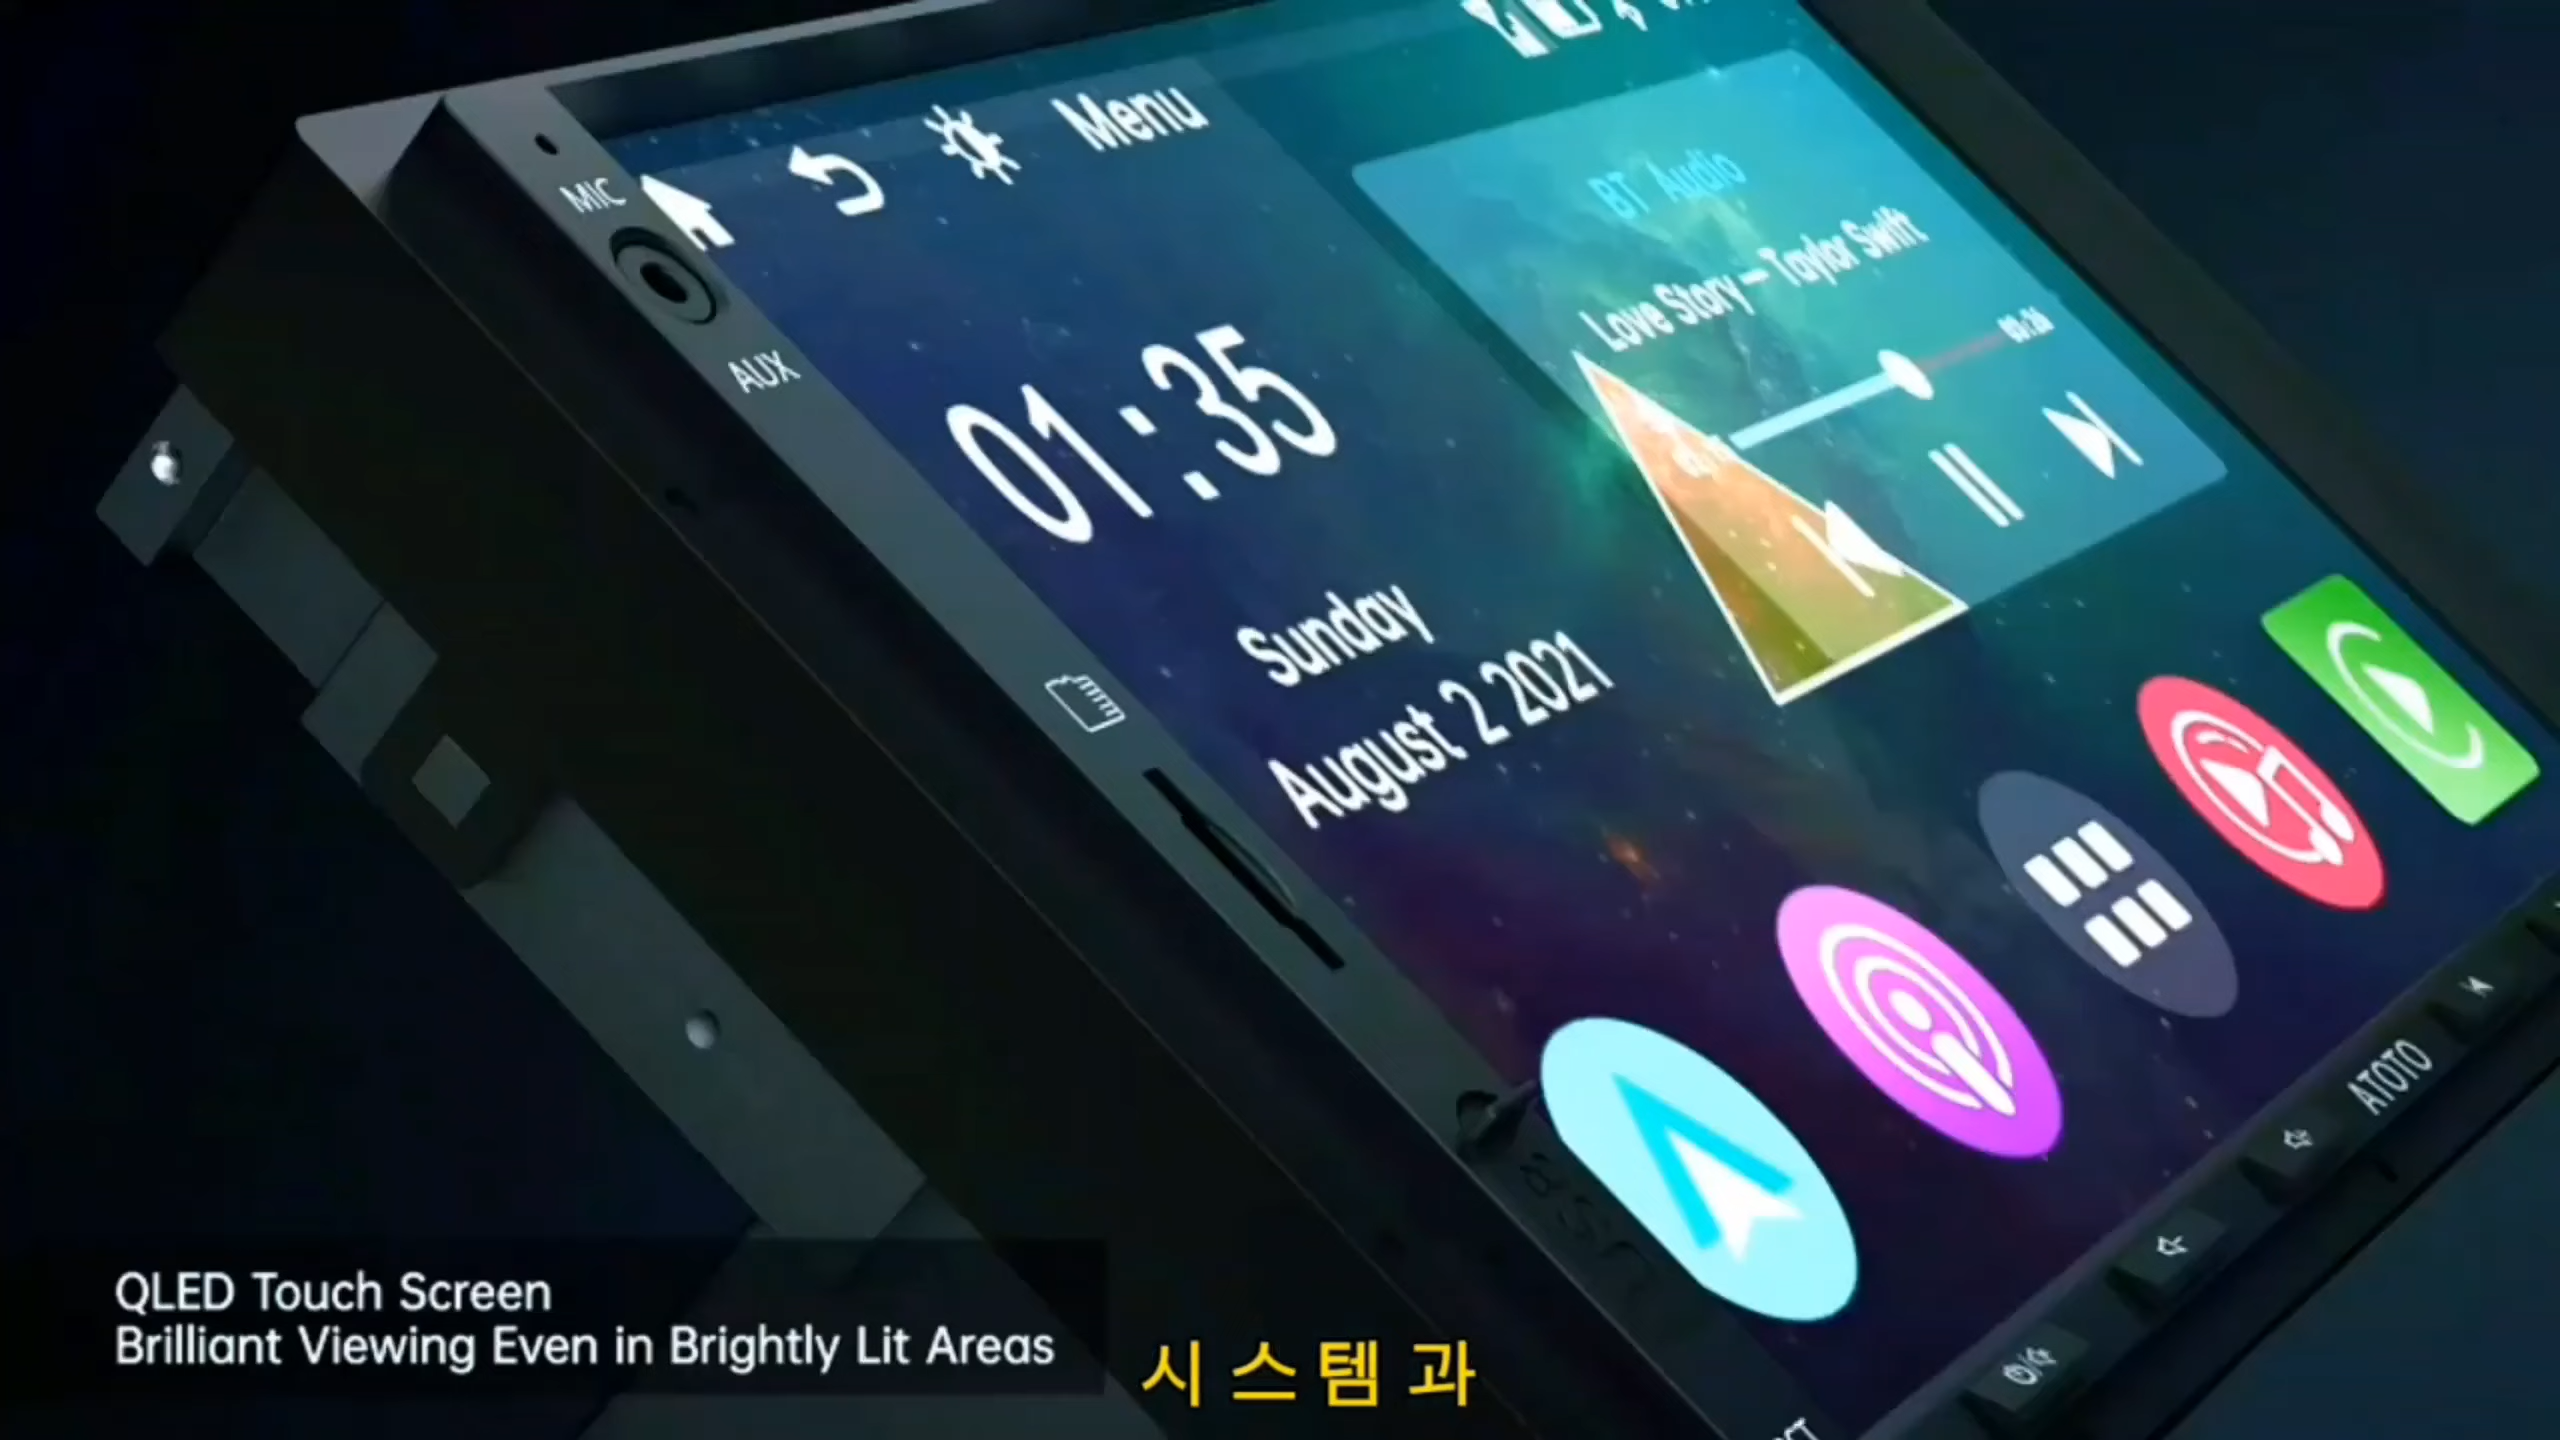 Menu
MIC
AUX
01:35
Sunday
August 2 2021
BT Audio
Love Story — Taylor Swift
ATOTO
QLED Touch Screen
Brilliant Viewing Even in Brightly Lit Areas
시스템과